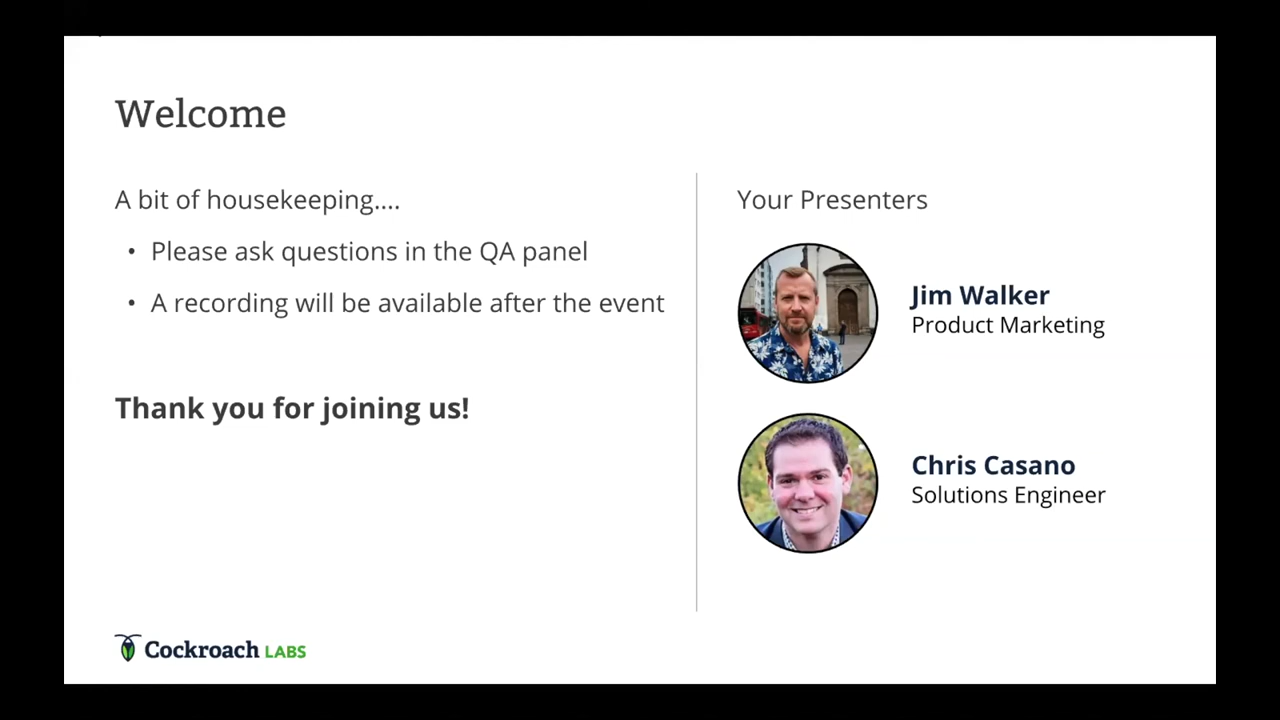 Welcome
A bit of housekeeping....
• Please ask questions in the QA panel
• A recording will be available after the event
Thank you for joining us!
Your Presenters
Jim Walker
Product Marketing
Chris Casano
Solutions Engineer
Cockroach LABS